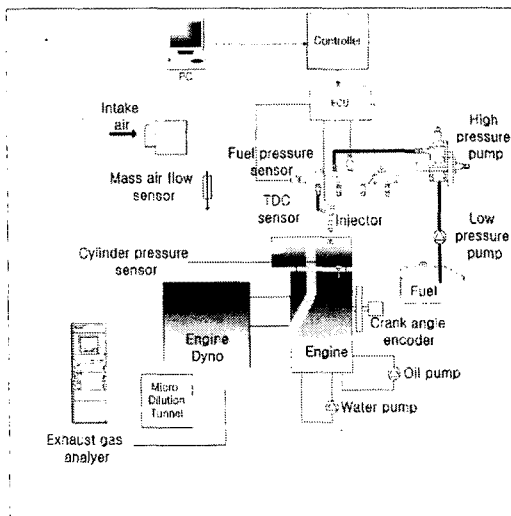 PC
Controller
ECU
Intake
air
Mass air flow
sensor
Fuel pressure
sensor
TDC
sensor
Injector
High
pressure
pump
Low
pressure
pump
Fuel
Cylinder pressure
sensor
Crank angle
encoder
Engine
Dyno
Engine
Oil pump
Water pump
Micro
Dilution
Tunnel
Exhaust gas
analyer